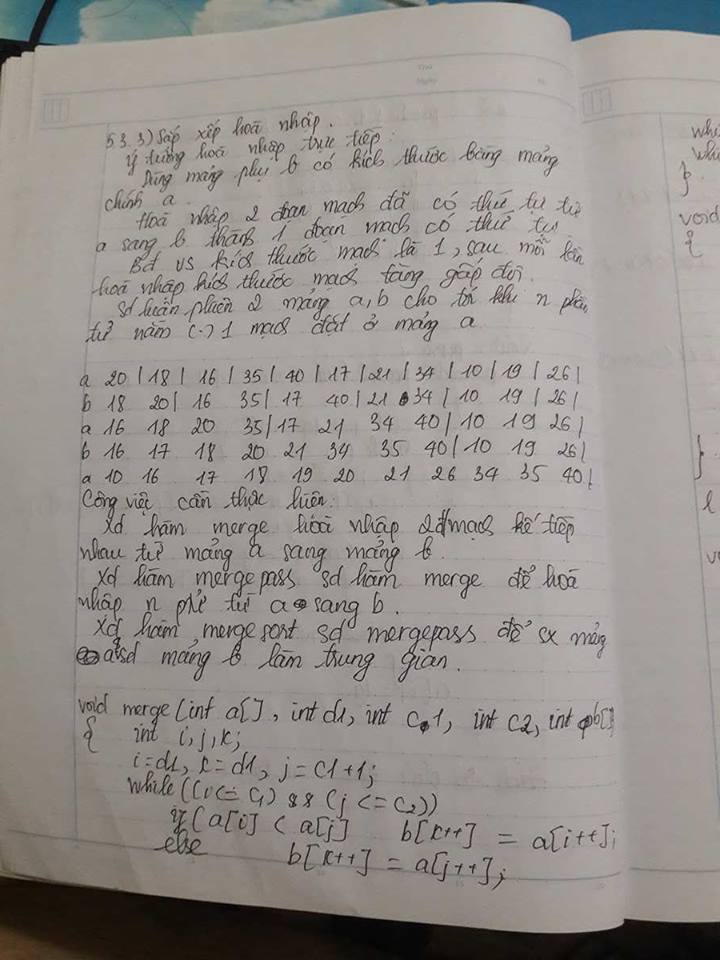 Thứ
Ngày
5.3.3) Sắp xếp hoà nhập.
ý tưởng hoà nhập trực tiếp:
Dùng mảng phụ b có kích thước bằng mảng
chính a.
Hoà nhập 2 đoạn mạch đã có thứ tự từ
a sang b thành 1 đoạn mạch có thứ tự.
Bđ vs kích thước mạch là 1, sau mỗi lần
hoà nhập kích thước mạch tăng gấp đôi.
Sd luân phiên 2 mảng a, b cho tới khi n phần
tử nằm (.) 1 mạch đặt ở mảng a
a 20 | 18 | 16 | 35 | 40 | 17 | 21 | 34 | 10 | 19 | 26 |
b 18 20 | 16 35 | 17 40 | 21 34 | 10 19 | 26 |
a 16 18 20 35 | 17 21 34 40 | 10 19 26 |
b 16 17 18 20 21 34 35 40 | 10 19 26 |
a 10 16 17 18 19 20 21 26 34 35 40 |
Công việc cần thực hiện:
Xd hàm merge hoà nhập 2 đ/mạch kế tiếp
nhau từ mảng a sang mảng b.
Xd hàm mergepass sd hàm merge để hoà
nhập n ptử từ a sang b.
Xd hàm mergesort sd mergepass để sx mảng
a sd mảng b làm trung gian.
void merge (int a[], int d1, int c1, int c2, int b[]
{ int i, j, k;
i=d1, k=d1, j=c1+1;
while ((i<= c1) && (j <= c2))
if (a[i] < a[j] b[k++] = a[i++];
else b[k++] = a[j++];
whi
whi
}
void
{
}